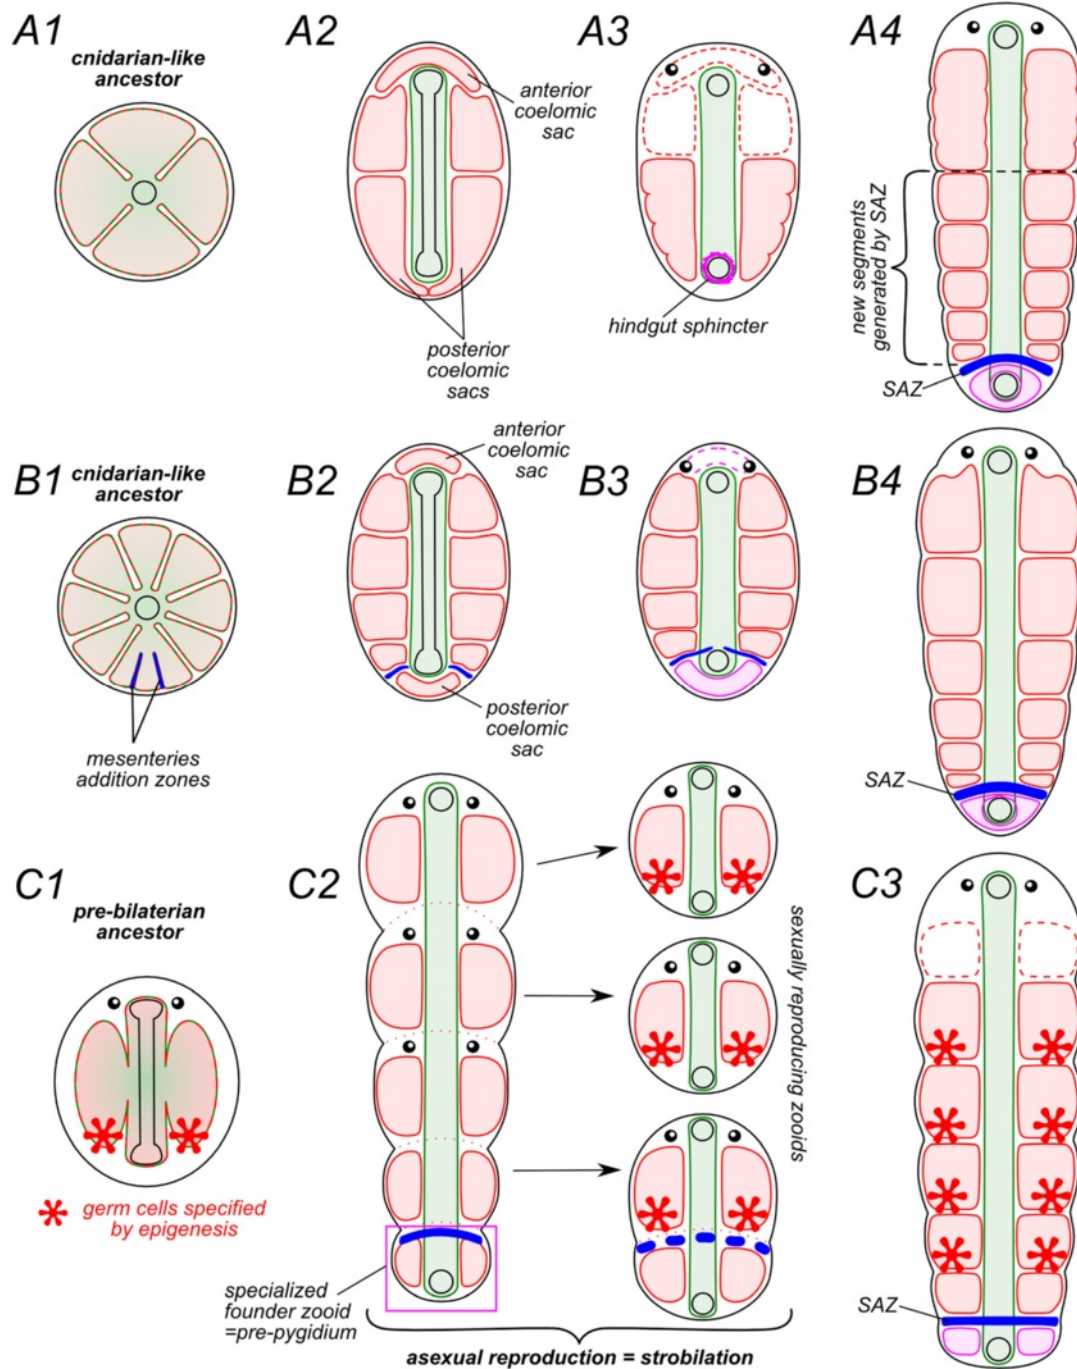 A1
cnidarian-like
ancestor
A2
anterior
coelomic
sac
posterior
coelomic
sacs
A3
hindgut sphincter
A4
new segments
generated by SAZ
SAZ
B1
cnidarian-like
ancestor
mesenteries
addition zones
B2
anterior
coelomic
sac
posterior
coelomic
sac
B3
B4
SAZ
C1
pre-bilaterian
ancestor
germ cells specified
by epigenesis
C2
specialized
founder zooid
=pre-pygidium
sexually reproducing zooids
asexual reproduction = strobilation
C3
SAZ